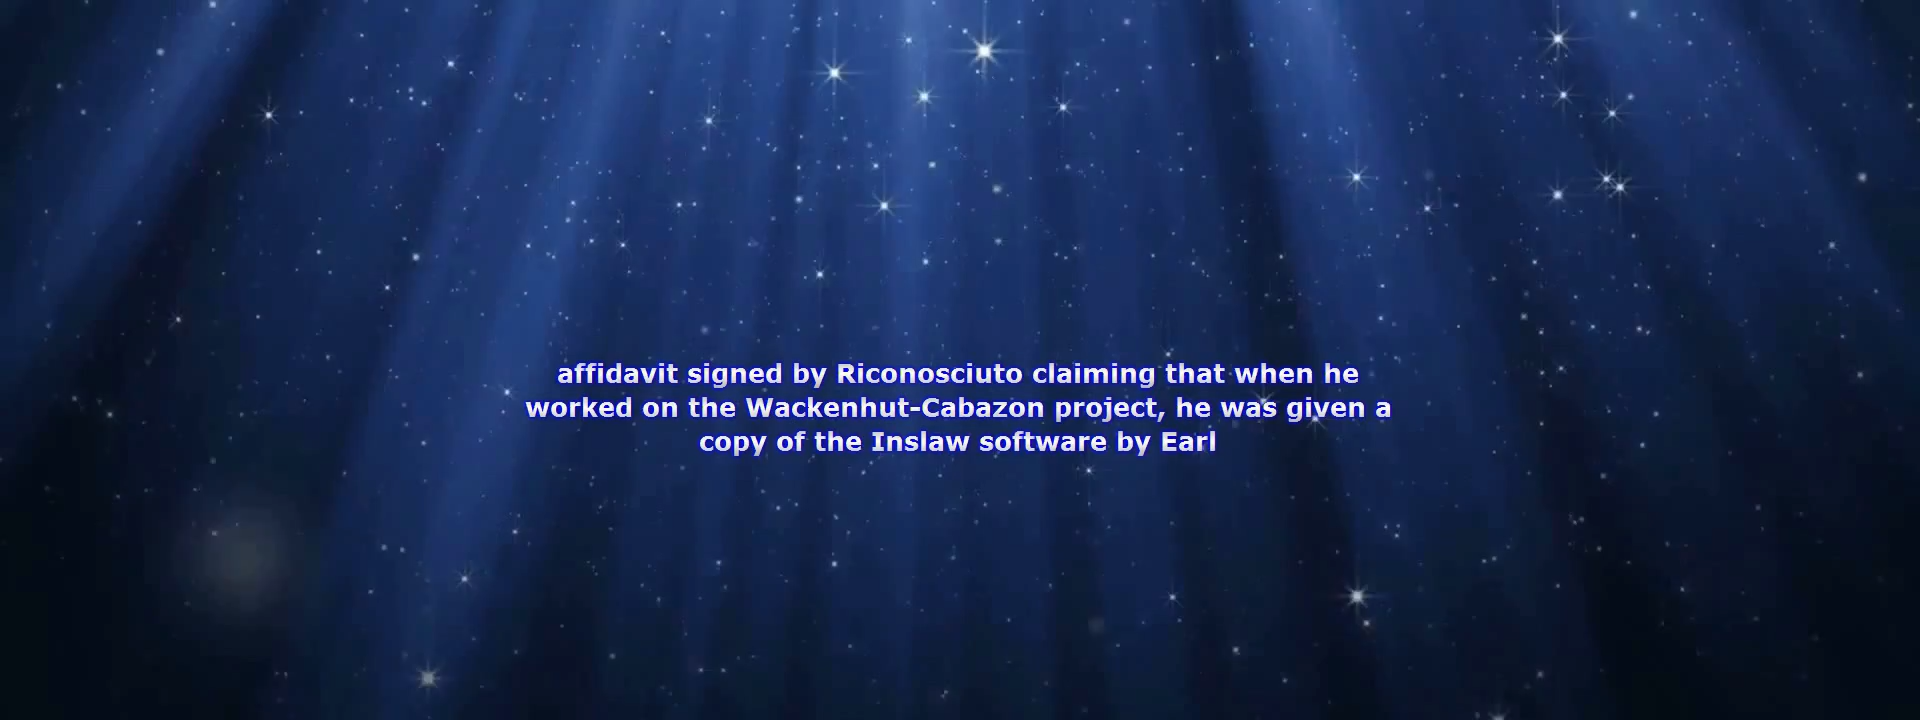 affidavit signed by Riconosciuto claiming that when he
worked on the Wackenhut-Cabazon project, he was given a
copy of the Inslaw software by Earl